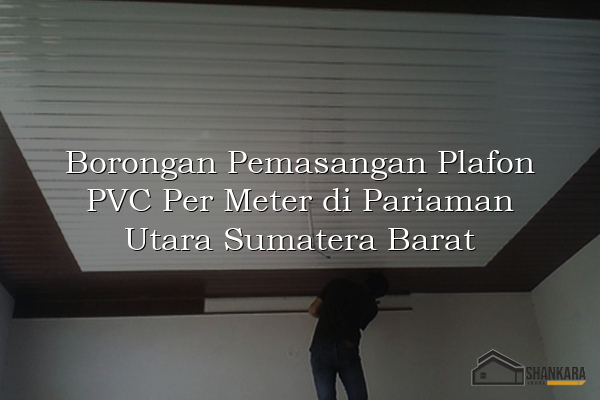 Borongan Pemasangan Plafon
PVC Per Meter di Pariaman
Utara Sumatera Barat
SHANKARA